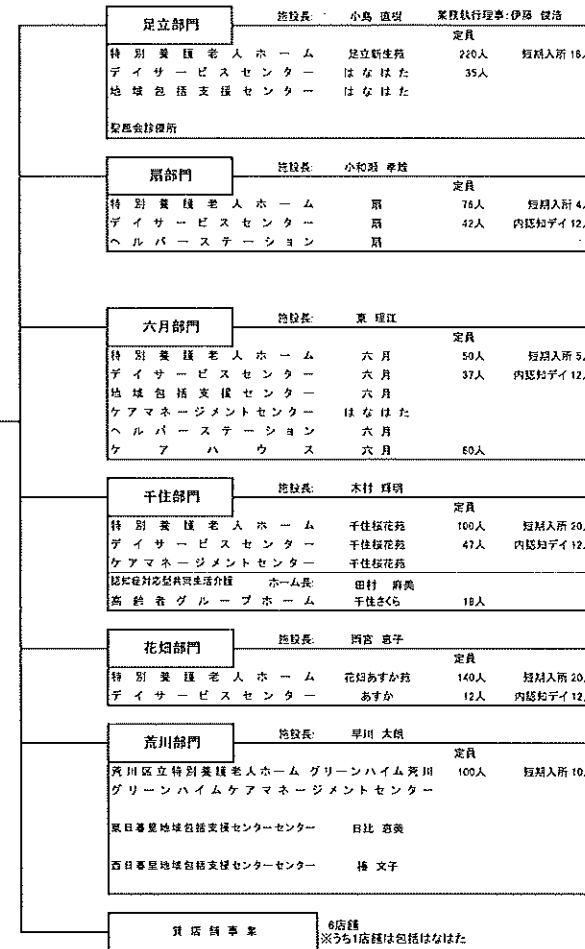 足立部門 施設長: 小島 直樹 業務執行理事:伊藤 俊浩
定員
特別養護老人ホーム 足立新生苑 220人 短期入所 16人
デイサービスセンター はなはた 35人
地域包括支援センター はなはた
聖風会診療所
扇部門 施設長: 小和瀬
定員
特別養護老人ホーム 扇 76人 短期入所 4人
デイサービスセンター 扇 42人 内認知デイ 12人
ヘルパーステーション 扇
六月部門 施設長: 東
定員
特別養護老人ホーム 六月 50人 短期入所 5人
デイサービスセンター 六月 37人 内認知デイ 12人
地域包括支援センター 六月
ケアマネージメントセンター はなはた
ヘルパーステーション 六月
ケアハウス 六月
千住部門 施設長: 木村 輝明
定員
特別養護老人ホーム 千住桜花苑 100人 短期入所 20人
デイサービスセンター 千住桜花苑 47人 内認知デイ 12人
ケアマネージメントセンター 千住桜花苑
認知症対応型共同生活介護 ホーム長: 田村 麻美
高齢者グループホーム 千住さくら 18人
花畑部門 施設長: 雨宮 恵子
定員
特別養護老人ホーム 花畑あすか苑 140人 短期入所 20人
デイサービスセンター あすか 12人 内認知デイ 12人
荒川部門 施設長: 早川 太朗
定員
荒川区立特別養護老人ホーム グリーンハイム荒川 100人 短期入所 10人
グリーンハイムケアマネージメントセンター
東日暮里地域包括支援センターセンター 日比 恵美
西日暮里地域包括支援センターセンター 文子
貸店舗事業 6店舗
※うち1店舗は包括はなはた